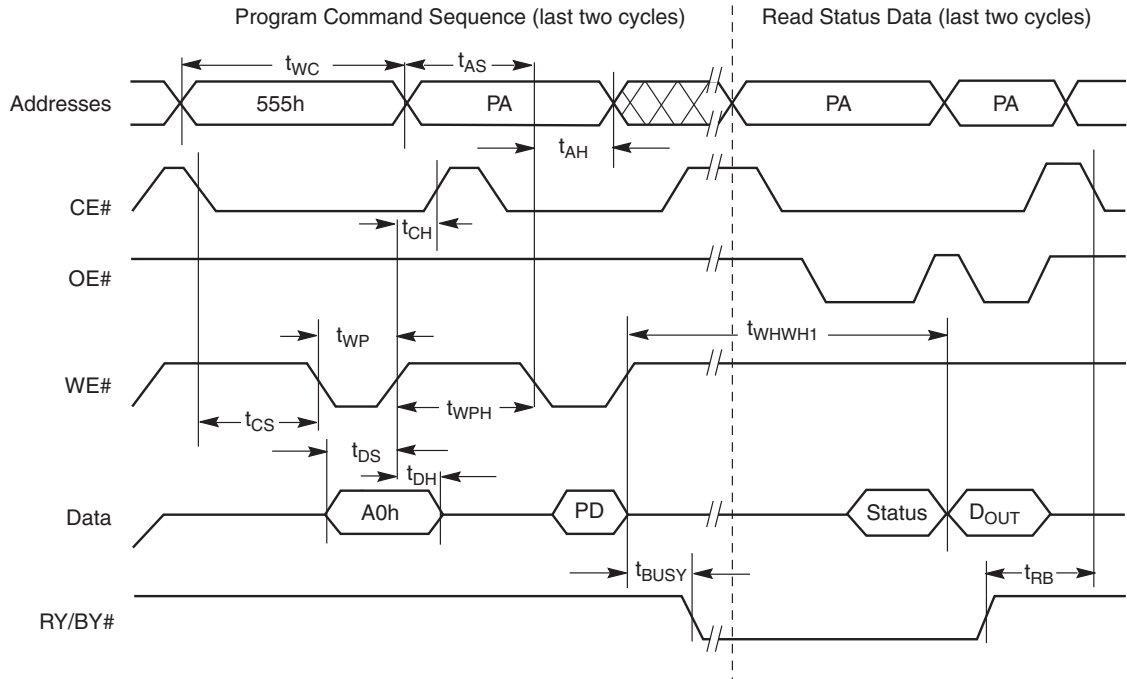 Program Command Sequence (last two cycles)
Read Status Data (last two cycles)
tWC
tAS
Addresses
555h
PA
PA
PA
tAH
CE#
tCH
OE#
tWP
tWHWH1
WE#
tCS
tWPH
tDS
tDH
Data
A0h
PD
Status
DOUT
tBUSY
tRB
RY/BY#